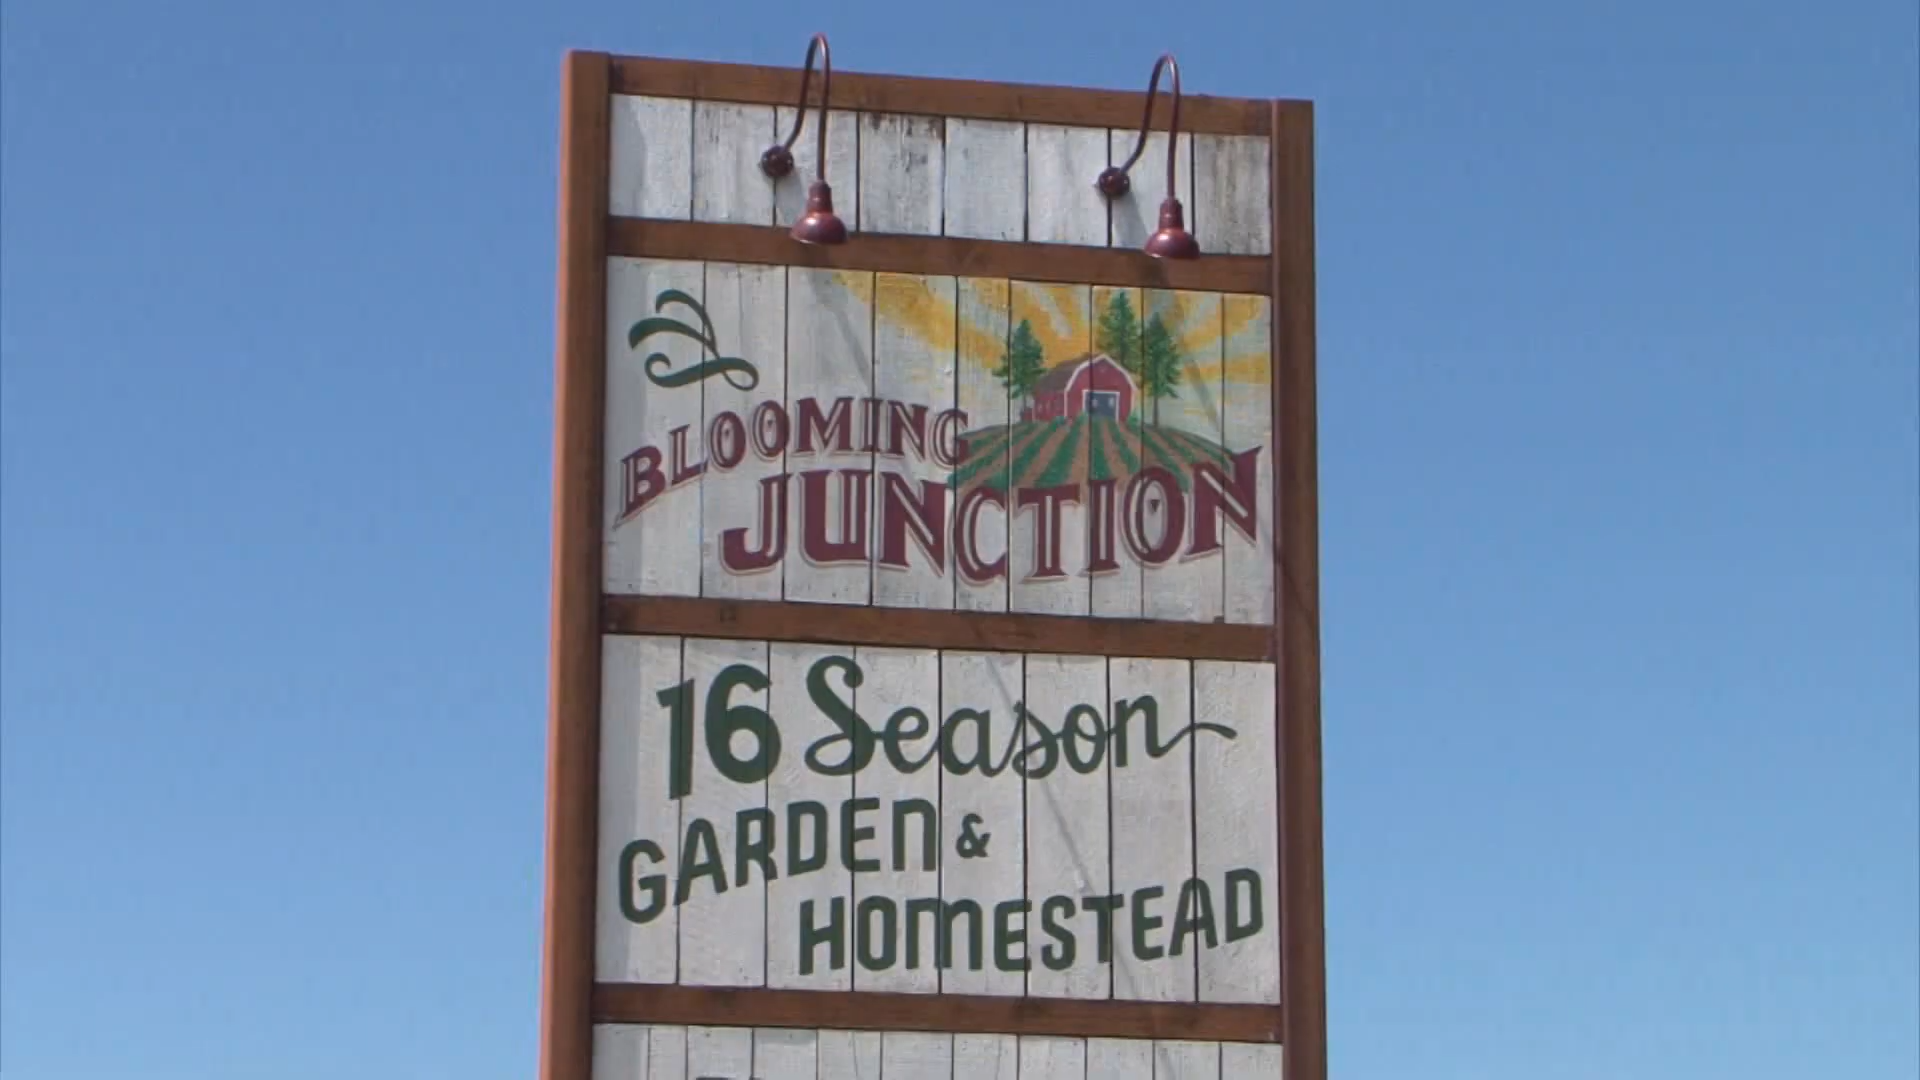 BLOOMING
JUNCTION
16 Season
GARDEN &
HOMESTEAD